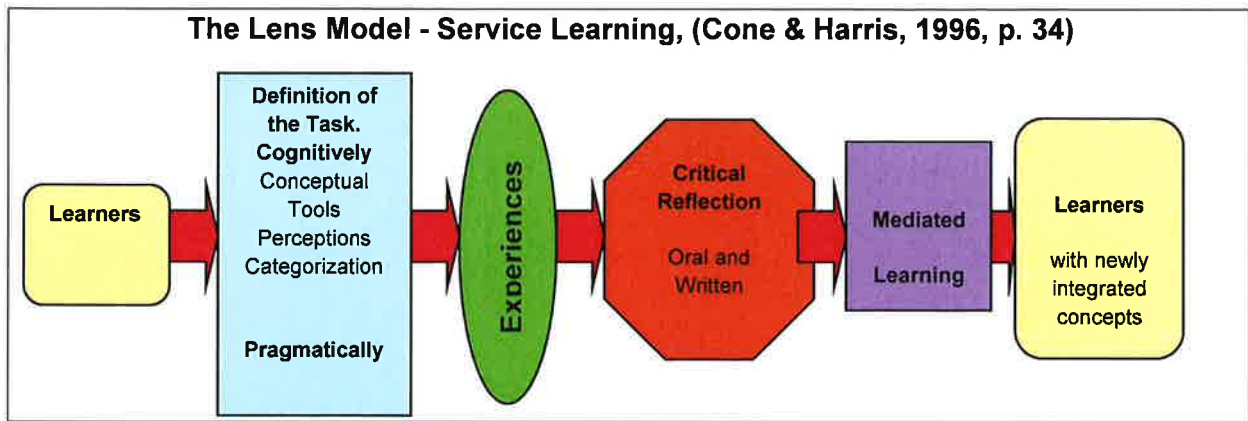 The Lens Model - Service Learning, (Cone & Harris, 1996, p. 34)
Learners
Definition of
the Task.
Cognitively
Conceptual
Tools
Perceptions
Categorization
Pragmatically
Experiences
Critical
Reflection
Oral and
Written
Mediated
Learning
Learners
with newly
integrated
concepts